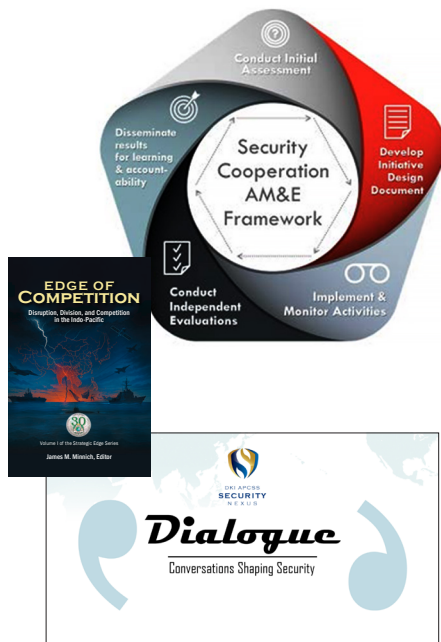 Conduct Initial
Assessment
Develop
Initiative
Design
Document
Implement &
Monitor Activities
Conduct
Independent
Evaluations
Disseminate
results
for learning
& account-
ability
Security
Cooperation
AM&E
Framework
EDGE OF
COMPETITION
Disruption, Division, and Competition
in the Indo-Pacific
30
Volume I of the Strategic Edge Series
James M. Minnich, Editor
DKI APCSS
SECURITY
NEXUS
Dialogue
Conversations Shaping Security